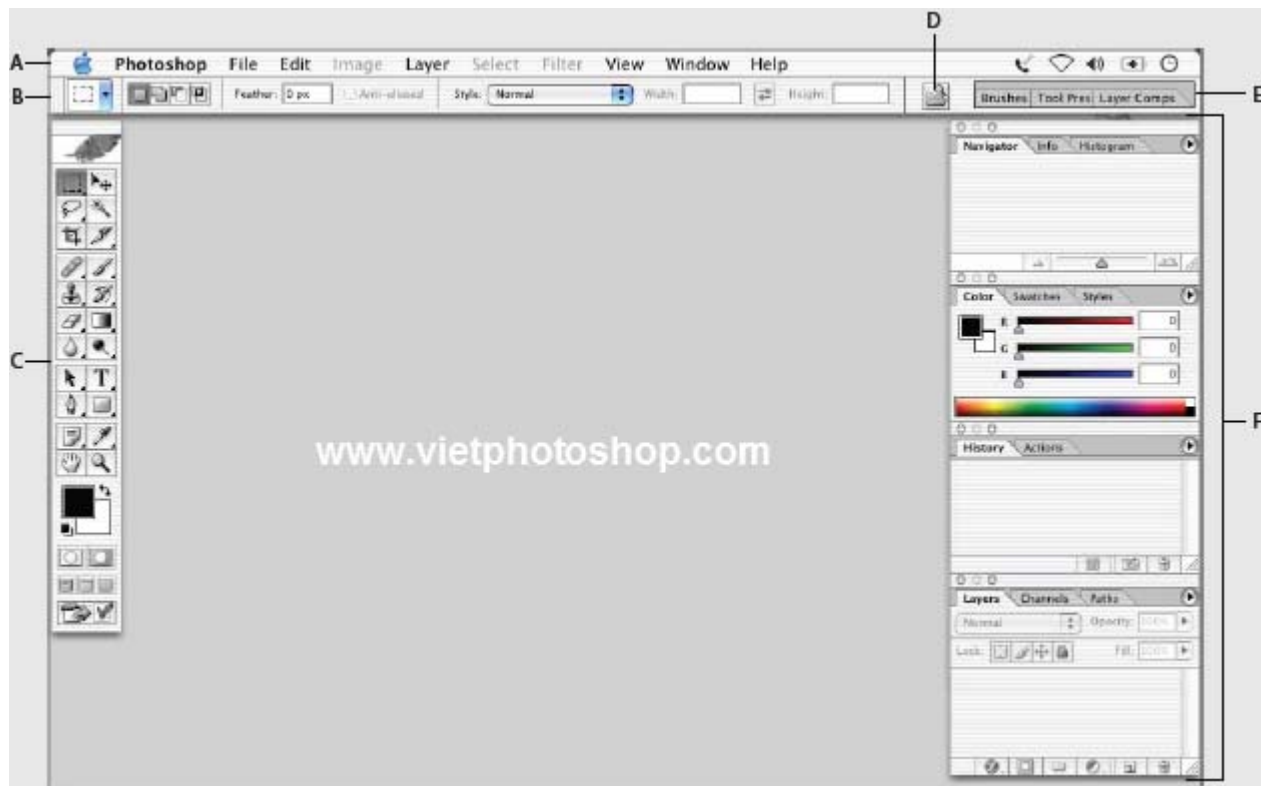 D
A
Photoshop File Edit Image Layer Select Filter View Window Help
B
Feather: 0 px Anti-aliased Style: Normal Width: Height:
Brushes Tool Pres Layer Comps
E
Navigator Info Histogram
Color Swatches Styles
R 0
G 0
B 0
C
F
www.vietphotoshop.com
History Actions
Layers Channels Paths
Normal Opacity: 100%
Lock: Fill: 100%